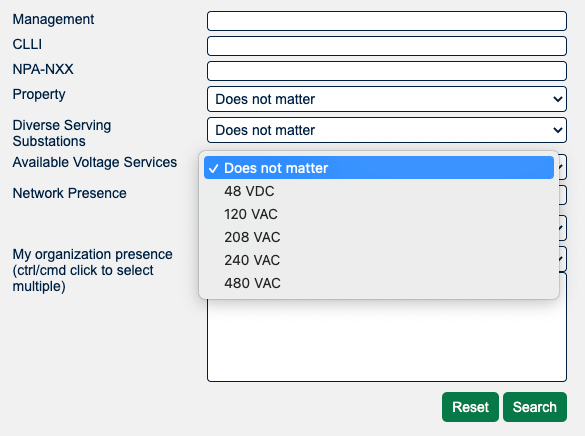 Management
CLLI
NPA-NXX
Property
Does not matter
Diverse Serving
Substations
Does not matter
Available Voltage Services
✓ Does not matter
48 VDC
120 VAC
208 VAC
240 VAC
480 VAC
Network Presence
My organization presence
(ctrl/cmd click to select
multiple)
Reset
Search